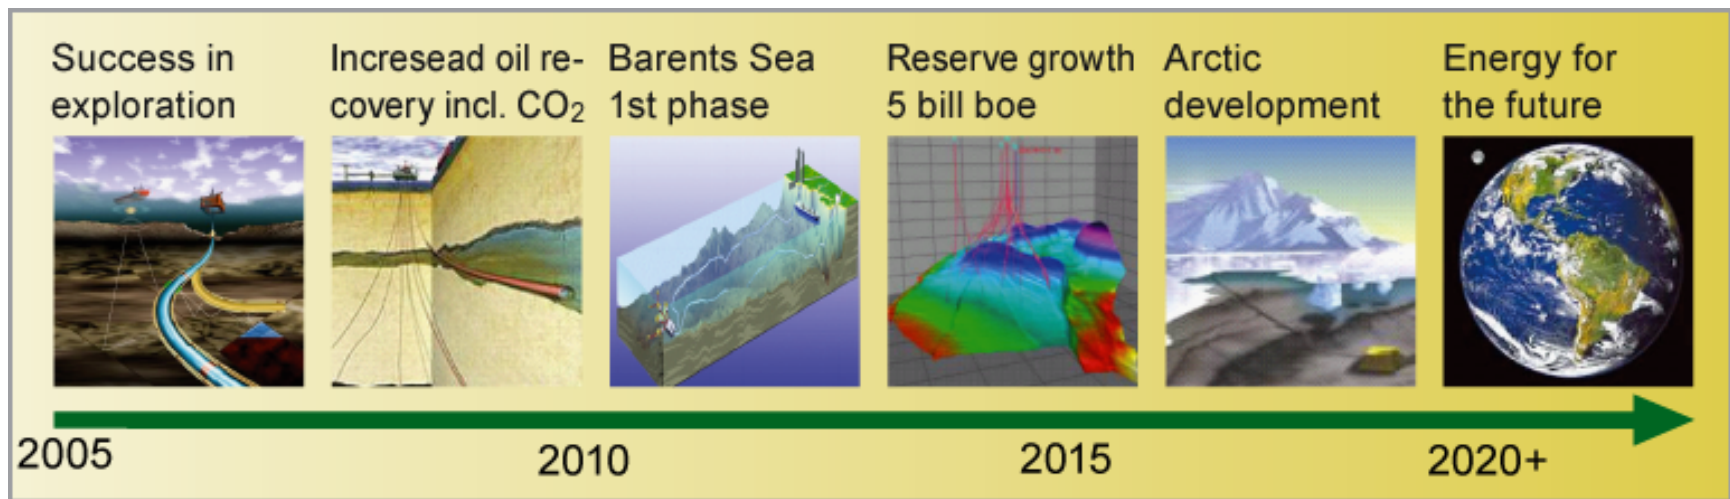 Success in
exploration
Incresead oil re-
covery incl. CO₂
Barents Sea
1st phase
Reserve growth
5 bill boe
Arctic
development
Energy for
the future
2005
2010
2015
2020+